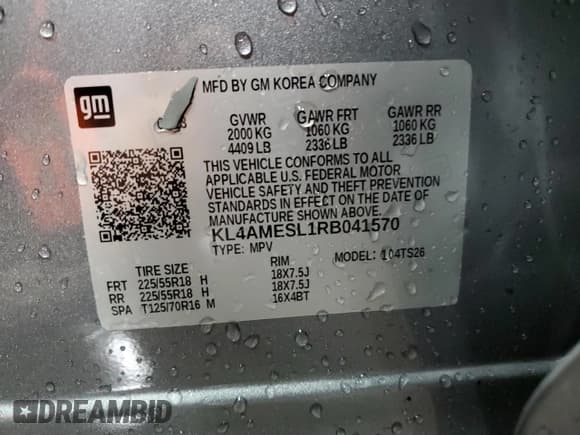 gm
MFD BY GM KOREA COMPANY
GVWR GAWR FRT GAWR RR
2000 KG 1060 KG 1060 KG
4409 LB 2336 LB 2336 LB
THIS VEHICLE CONFORMS TO ALL
APPLICABLE U.S. FEDERAL MOTOR
VEHICLE SAFETY AND THEFT PREVENTION
STANDARDS IN EFFECT ON THE DATE OF
MANUFACTURE SHOWN ABOVE.
KL4AMESL1RB041570
TYPE: MPV MODEL: 104TS26
TIRE SIZE RIM
FRT 225/55R18 H 18X7.5J
RR 225/55R18 H 18X7.5J
SPA T125/70R16 M 16X4BT
DREAMBID